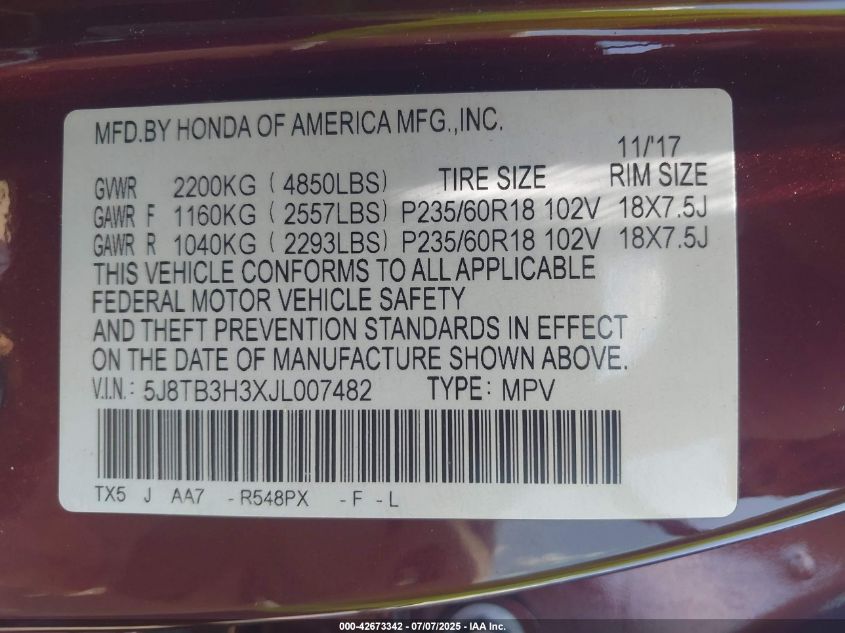 MFD.BY HONDA OF AMERICA MFG.,INC.
11/'17
GVWR 2200KG ( 4850LBS) TIRE SIZE RIM SIZE
GAWR F 1160KG ( 2557LBS) P235/60R18 102V 18X7.5J
GAWR R 1040KG ( 2293LBS) P235/60R18 102V 18X7.5J
THIS VEHICLE CONFORMS TO ALL APPLICABLE
FEDERAL MOTOR VEHICLE SAFETY
AND THEFT PREVENTION STANDARDS IN EFFECT
ON THE DATE OF MANUFACTURE SHOWN ABOVE.
V.I.N.: 5J8TB3H3XJL007482 TYPE: MPV
TX5 J AA7 -R548PX -F -L
000-42673342 / 07/07/2025 - IAA Inc.